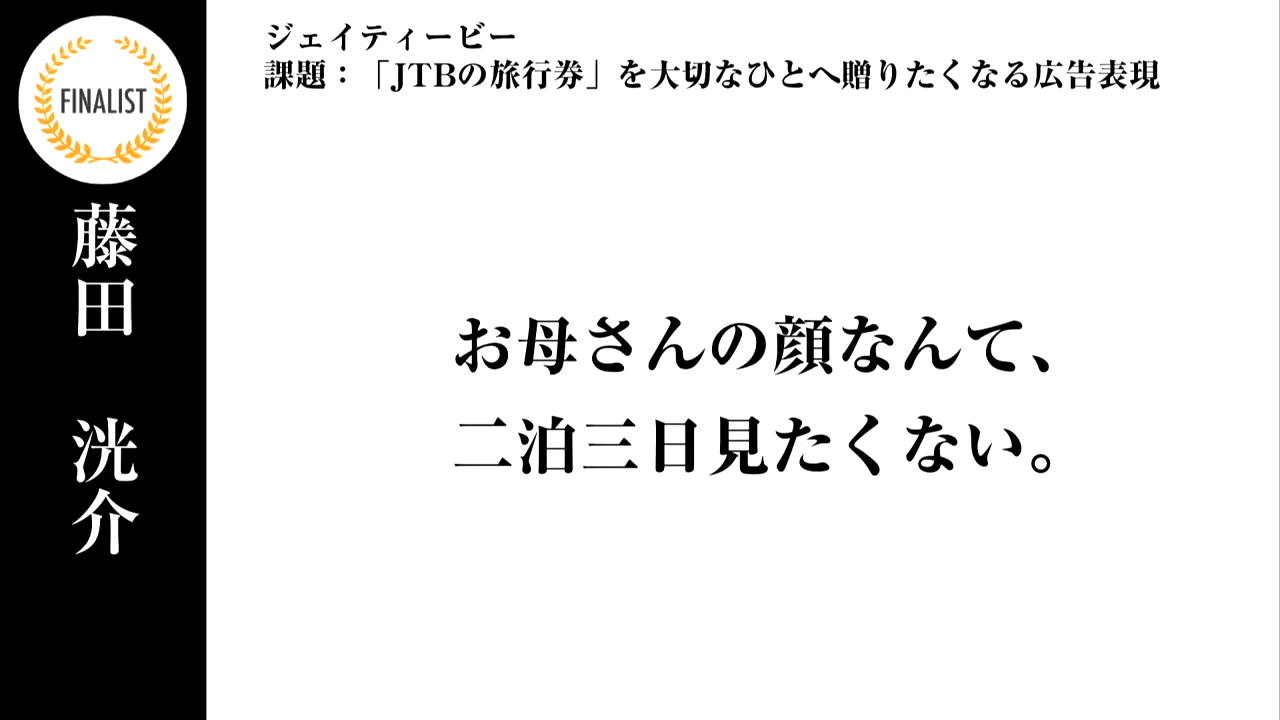 FINALIST
藤田 洸介
ジェイティービー
課題：「JTBの旅行券」を大切なひとへ贈りたくなる広告表現
お母さんの顔なんて、
二泊三日見たくない。